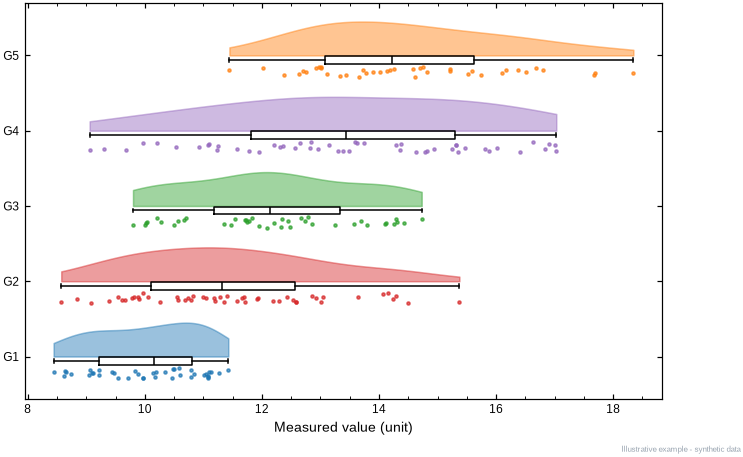 G5
G4
G3
G2
G1
8 10 12 14 16 18
Measured value (unit)
Illustrative example - synthetic data